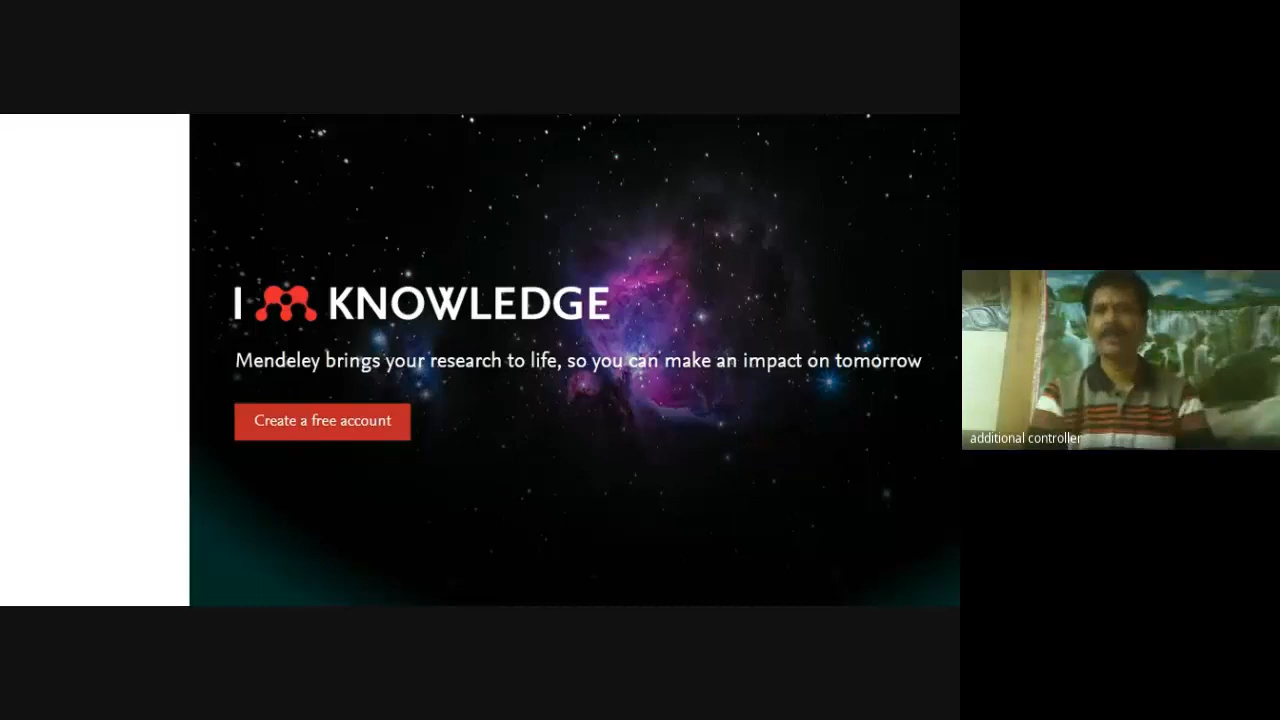 I KNOWLEDGE
Mendeley brings your research to life, so you can make an impact on tomorrow
Create a free account
additional controller